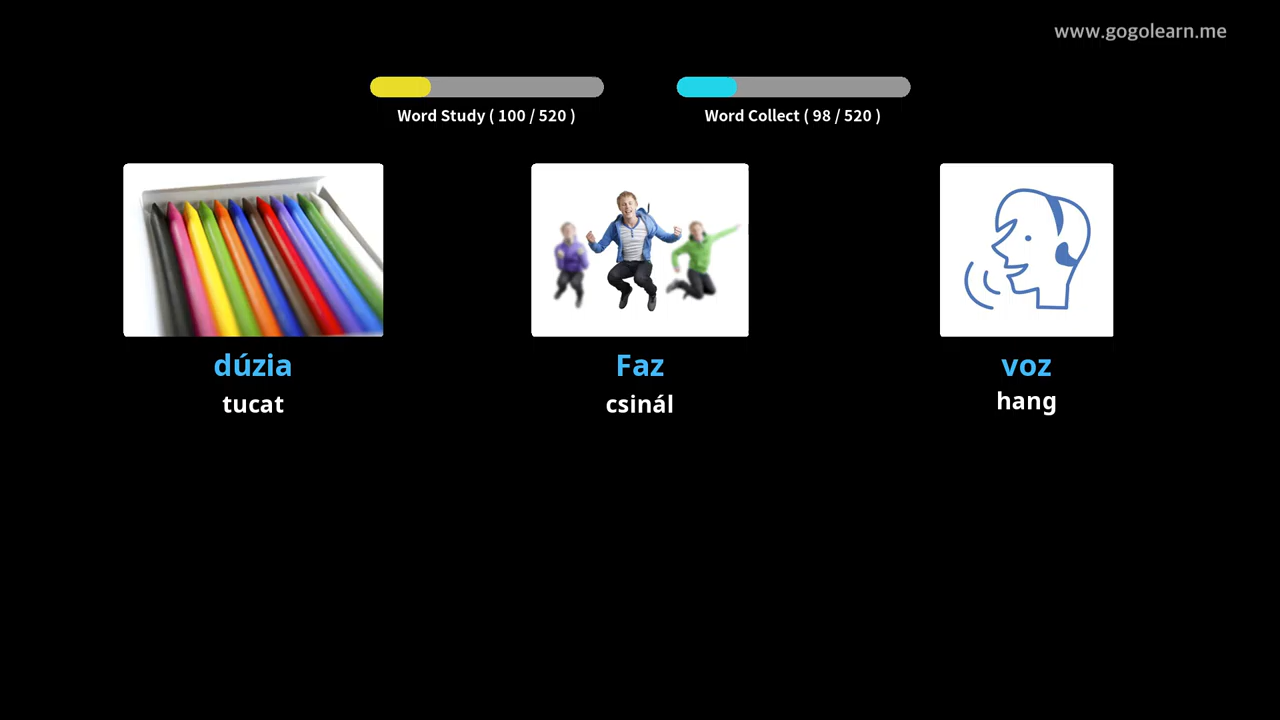 www.gogolearn.me
Word Study ( 100 / 520 )
Word Collect ( 98 / 520 )
dúzia
tucat
Faz
csinál
voz
hang